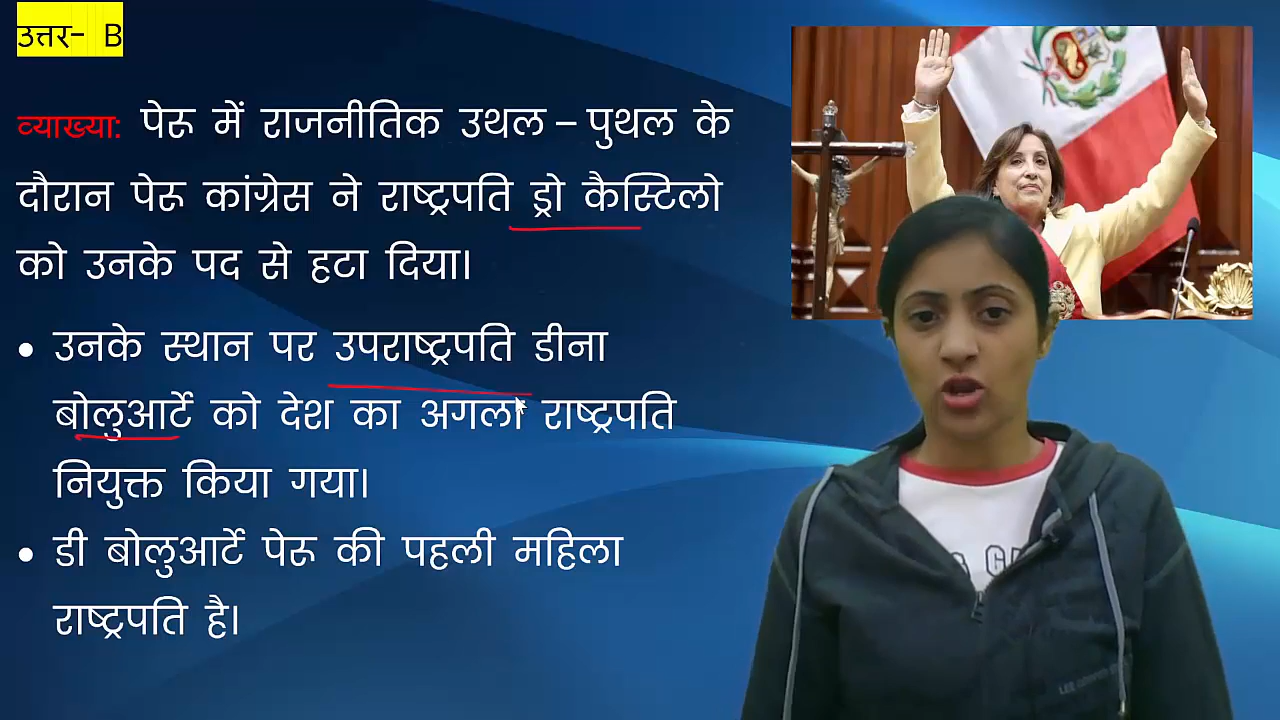 उत्तर- B
व्याख्या: पेरू में राजनीतिक उथल – पुथल के
दौरान पेरू कांग्रेस ने राष्ट्रपति ड्रो कैस्टिलो
को उनके पद से हटा दिया।
• उनके स्थान पर उपराष्ट्रपति डीना
बोलुआर्टे को देश का अगला राष्ट्रपति
नियुक्त किया गया।
• डी बोलुआर्टे पेरू की पहली महिला
राष्ट्रपति है।